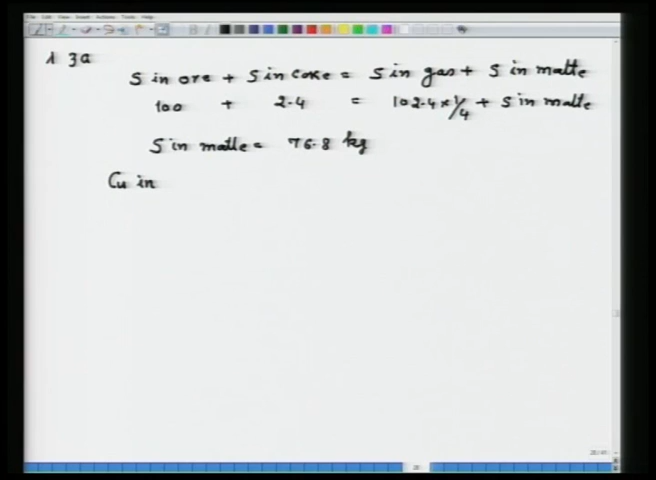 λ 3a
S in ore + S in coke = S in gas + S in matte
100 + 2.4 = 102.4 × 1/4 + S in matte
S in matte = 76.8 kg
Cu in